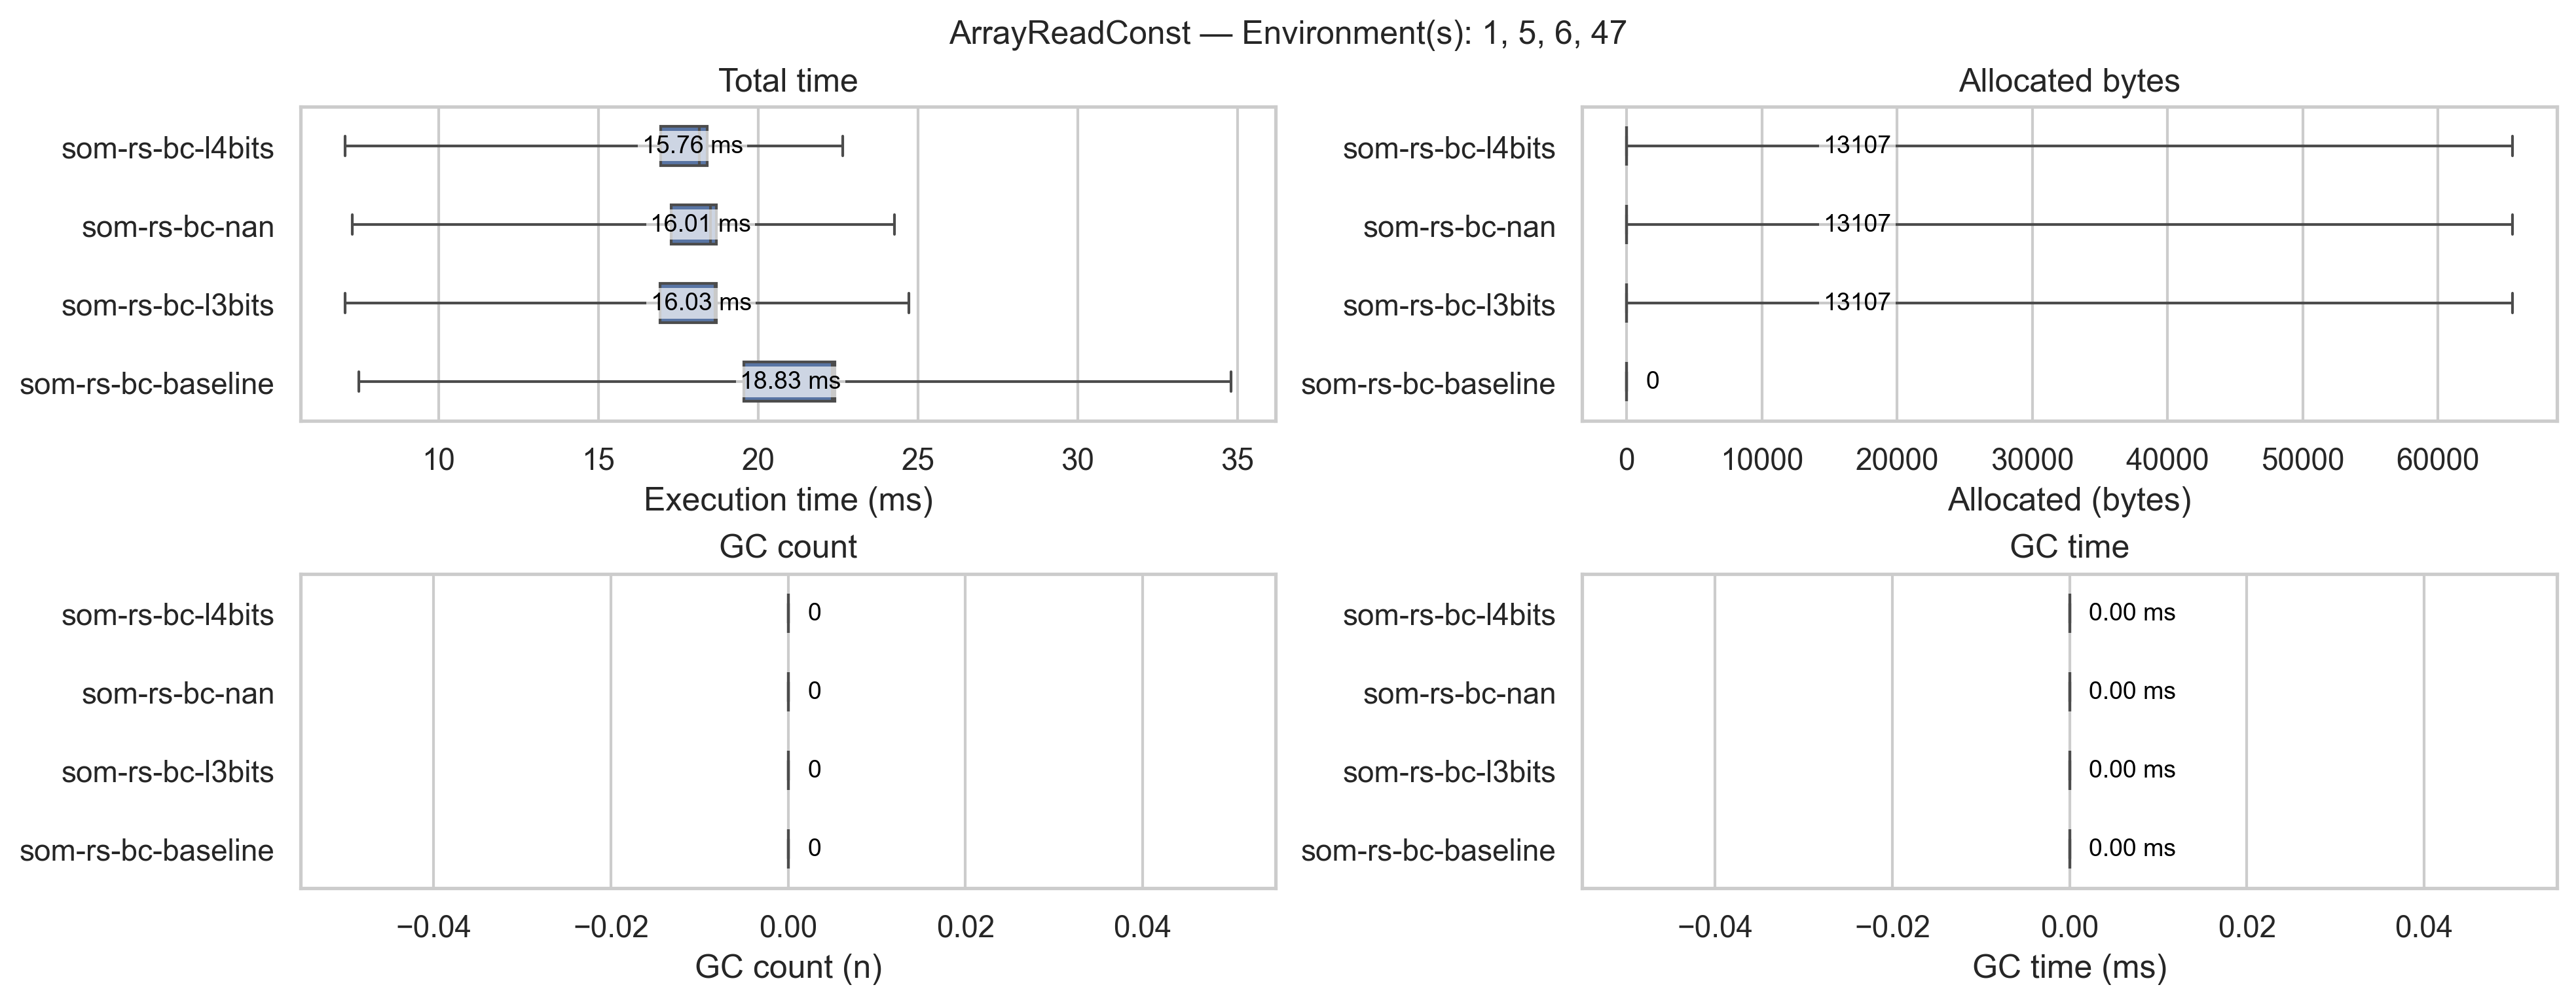 ArrayReadConst — Environment(s): 1, 5, 6, 47
Total time
som-rs-bc-l4bits
15.76 ms
som-rs-bc-nan
16.01 ms
som-rs-bc-l3bits
16.03 ms
som-rs-bc-baseline
18.83 ms
10 15 20 25 30 35
Execution time (ms)
Allocated bytes
som-rs-bc-l4bits
13107
som-rs-bc-nan
13107
som-rs-bc-l3bits
13107
som-rs-bc-baseline
0
0 10000 20000 30000 40000 50000 60000
Allocated (bytes)
GC count
som-rs-bc-l4bits
0
som-rs-bc-nan
0
som-rs-bc-l3bits
0
som-rs-bc-baseline
0
−0.04 −0.02 0.00 0.02 0.04
GC count (n)
GC time
som-rs-bc-l4bits
0.00 ms
som-rs-bc-nan
0.00 ms
som-rs-bc-l3bits
0.00 ms
som-rs-bc-baseline
0.00 ms
−0.04 −0.02 0.00 0.02 0.04
GC time (ms)